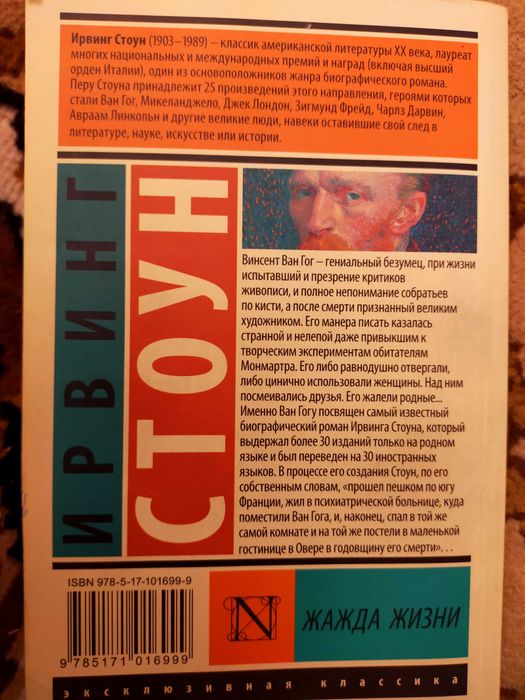 Ирвинг Стоун (1903–1989) – классик американской литературы XX века, лауреат
многих национальных и международных премий и наград (включая высший
орден Италии), один из основоположников жанра биографического романа.
Перу Стоуна принадлежит 25 произведений этого направления, героями которых
стали Ван Гог, Микеланджело, Джек Лондон, Зигмунд Фрейд, Чарлз Дарвин,
Авраам Линкольн и другие великие люди, навеки оставившие свой след в
литературе, науке, искусстве или истории.
ИРВИНГ
СТОУН
Винсент Ван Гог – гениальный безумец, при жизни
испытавший и презрение критиков
живописи, и полное непонимание собратьев
по кисти, а после смерти признанный великим
художником. Его манера писать казалась
странной и нелепой даже привыкшим к
творческим экспериментам обитателям
Монмартра. Его либо равнодушно отвергали,
либо цинично использовали женщины. Над ним
посмеивались друзья. Его жалели родные...
Именно Ван Гогу посвящен самый известный
биографический роман Ирвинга Стоуна, который
выдержал более 30 изданий только на родном
языке и был переведен на 30 иностранных
языков. В процессе его создания Стоун, по его
собственным словам, «прошел пешком по югу
Франции, жил в психиатрической больнице, куда
поместили Ван Гога, и, наконец, спал в той же
самой комнате и на той же постели в маленькой
гостинице в Овере в годовщину его смерти»...
ISBN 978-5-17-101699-9
9 785171 016999
N
ЖАЖДА ЖИЗНИ
эксклюзивная классика